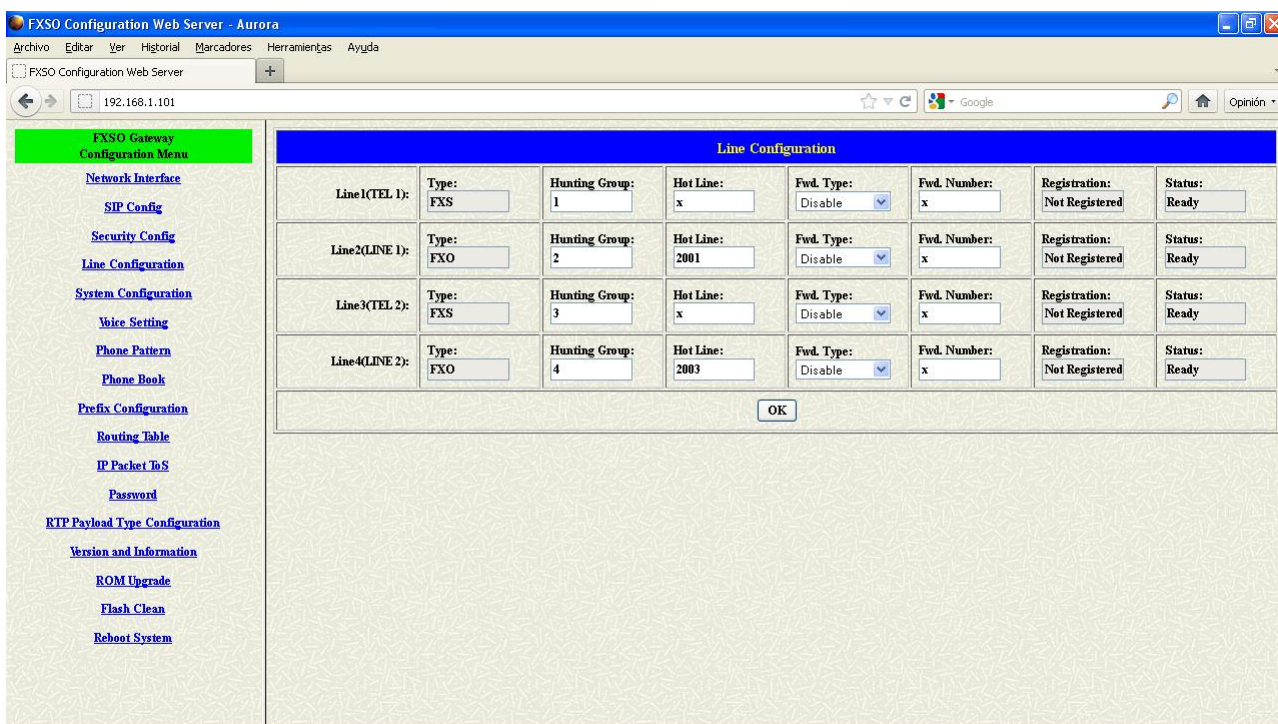 FXSO Configuration Web Server - Aurora
Archivo Editar Ver Historial Marcadores Herramientas Ayuda
FXSO Configuration Web Server +
192.168.1.101 Google Opinión
FXSO Gateway
Configuration Menu
Network Interface
SIP Config
Security Config
Line Configuration
System Configuration
Voice Setting
Phone Pattern
Phone Book
Prefix Configuration
Routing Table
IP Packet ToS
Password
RTP Payload Type Configuration
Version and Information
ROM Upgrade
Flash Clean
Reboot System
Line Configuration
Line1(TEL 1): Type: Hunting Group: Hot Line: Fwd. Type: Fwd. Number: Registration: Status:
FXS 1 x Disable x Not Registered Ready
Line2(LINE 1): Type: Hunting Group: Hot Line: Fwd. Type: Fwd. Number: Registration: Status:
FXO 2 2001 Disable x Not Registered Ready
Line3(TEL 2): Type: Hunting Group: Hot Line: Fwd. Type: Fwd. Number: Registration: Status:
FXS 3 x Disable x Not Registered Ready
Line4(LINE 2): Type: Hunting Group: Hot Line: Fwd. Type: Fwd. Number: Registration: Status:
FXO 4 2003 Disable x Not Registered Ready
OK